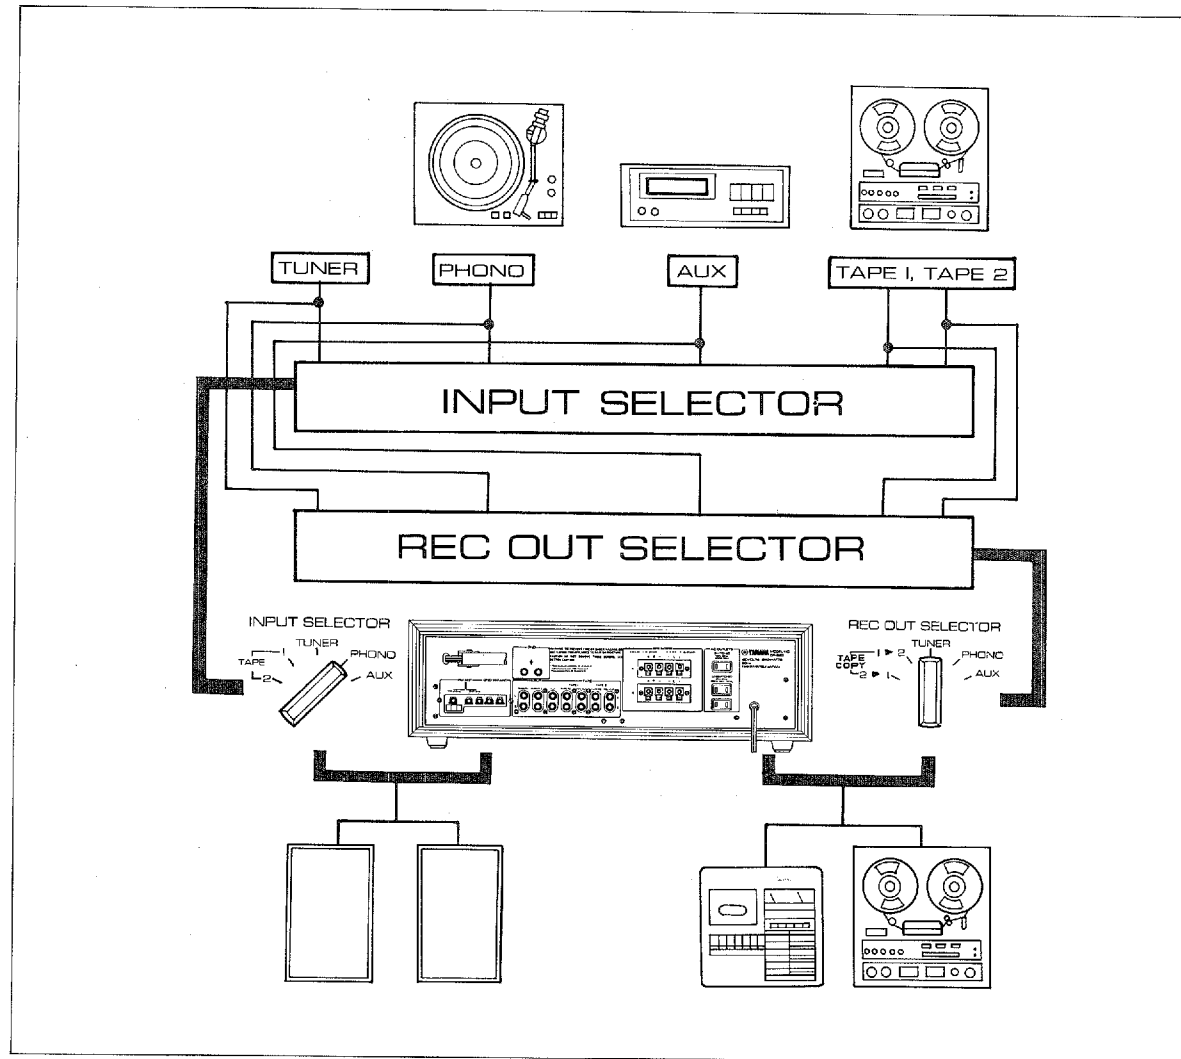 TUNER
PHONO
AUX
TAPE 1, TAPE 2
INPUT SELECTOR
REC OUT SELECTOR
INPUT SELECTOR
TUNER
PHONO
AUX
TAPE
1
2
YAMAHA
REC OUT SELECTOR
TUNER
PHONO
AUX
TAPE COPY
1 ▶ 2
2 ▶ 1